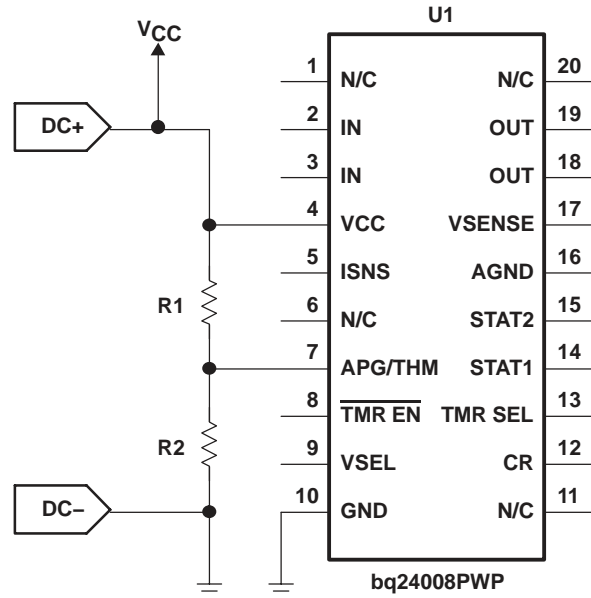 U1
VCC
DC+
1 N/C N/C 20
2 IN OUT 19
3 IN OUT 18
4 VCC VSENSE 17
5 ISNS AGND 16
R1
6 N/C STAT2 15
7 APG/THM STAT1 14
8 TMR EN TMR SEL 13
R2
9 VSEL CR 12
DC–
10 GND N/C 11
bq24008PWP